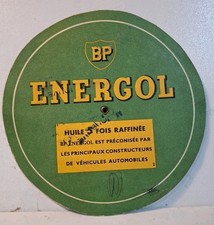 BP
ENERGOL
HUILE 5 FOIS RAFFINÉE
BP ENERGOL EST PRÉCONISÉE PAR
LES PRINCIPAUX CONSTRUCTEURS
DE VÉHICULES AUTOMOBILES